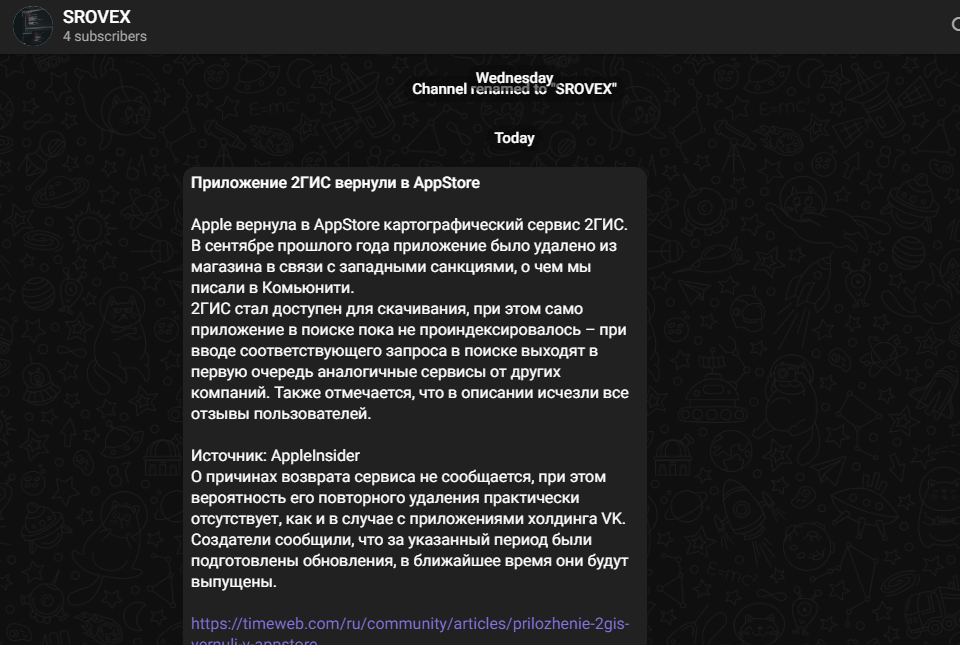 SROVEX
4 subscribers
Wednesday
Channel renamed to "SROVEX"
Today
Приложение 2ГИС вернули в AppStore
Apple вернула в AppStore картографический сервис 2ГИС.
В сентябре прошлого года приложение было удалено из
магазина в связи с западными санкциями, о чем мы
писали в Комьюнити.
2ГИС стал доступен для скачивания, при этом само
приложение в поиске пока не проиндексировалось – при
вводе соответствующего запроса в поиске выходят в
первую очередь аналогичные сервисы от других
компаний. Также отмечается, что в описании исчезли все
отзывы пользователей.
Источник: AppleInsider
О причинах возврата сервиса не сообщается, при этом
вероятность его повторного удаления практически
отсутствует, как и в случае с приложениями холдинга VK.
Создатели сообщили, что за указанный период были
подготовлены обновления, в ближайшее время они будут
выпущены.
https://timeweb.com/ru/community/articles/prilozhenie-2gis-
vernuli-v-appstore